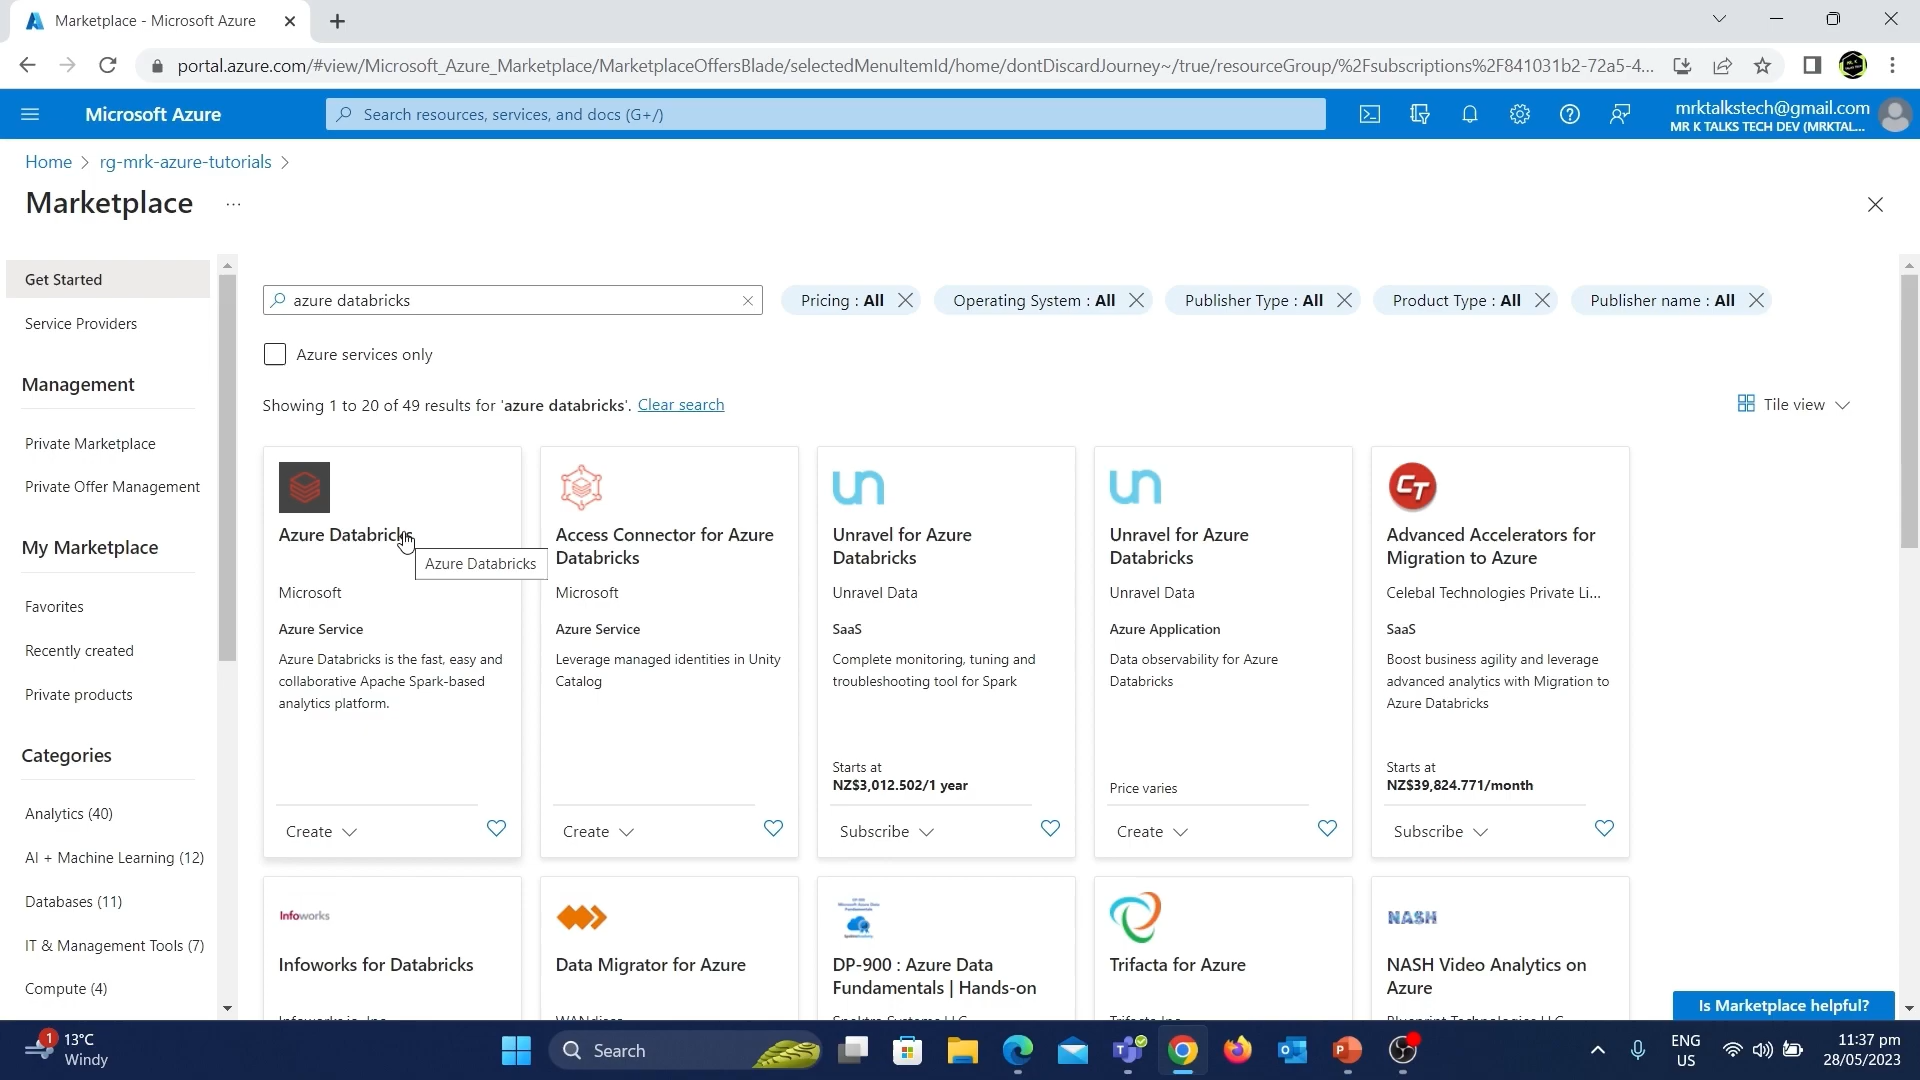 Marketplace - Microsoft Azure
portal.azure.com/#view/Microsoft_Azure_Marketplace/MarketplaceOffersBlade/selectedMenuItemId/home/dontDiscardJourney~/true/resourceGroup/%2Fsubscriptions%2F841031b2-72a5-4...
Microsoft Azure
Search resources, services, and docs (G+/)
mrktalkstech@gmail.com
MR K TALKS TECH DEV (MRKTAL...
Home > rg-mrk-azure-tutorials >
Marketplace ...
Get Started
Service Providers
Management
Private Marketplace
Private Offer Management
My Marketplace
Favorites
Recently created
Private products
Categories
Analytics (40)
AI + Machine Learning (12)
Databases (11)
IT & Management Tools (7)
Compute (4)
azure databricks
Pricing : All
Operating System : All
Publisher Type : All
Product Type : All
Publisher name : All
Azure services only
Showing 1 to 20 of 49 results for 'azure databricks'. Clear search
Tile view
Azure Databricks
Azure Databricks
Microsoft
Azure Service
Azure Databricks is the fast, easy and
collaborative Apache Spark-based
analytics platform.
Create
Access Connector for Azure
Databricks
Microsoft
Azure Service
Leverage managed identities in Unity
Catalog
Create
un
Unravel for Azure
Databricks
Unravel Data
SaaS
Complete monitoring, tuning and
troubleshooting tool for Spark
Starts at
NZ$3,012.502/1 year
Subscribe
un
Unravel for Azure
Databricks
Unravel Data
Azure Application
Data observability for Azure
Databricks
Price varies
Create
CT
Advanced Accelerators for
Migration to Azure
Celebal Technologies Private Li...
SaaS
Boost business agility and leverage
advanced analytics with Migration to
Azure Databricks
Starts at
NZ$39,824.771/month
Subscribe
Infoworks
Infoworks for Databricks
Data Migrator for Azure
DP-900 : Azure Data
Fundamentals | Hands-on
Trifacta for Azure
NASH
NASH Video Analytics on
Azure
Is Marketplace helpful?
1
13°C
Windy
Search
ENG
US
11:37 pm
28/05/2023